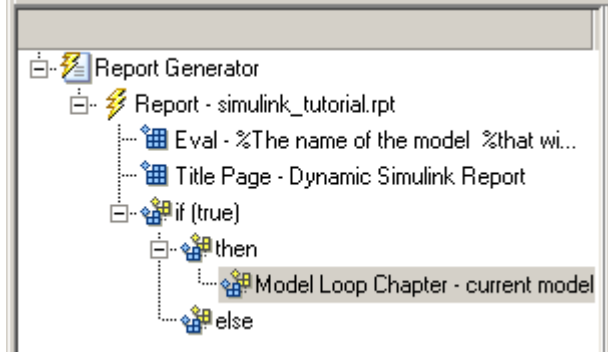 Report Generator
Report - simulink_tutorial.rpt
Eval - %The name of the model  %that wi...
Title Page - Dynamic Simulink Report
if (true)
then
Model Loop Chapter - current model
else